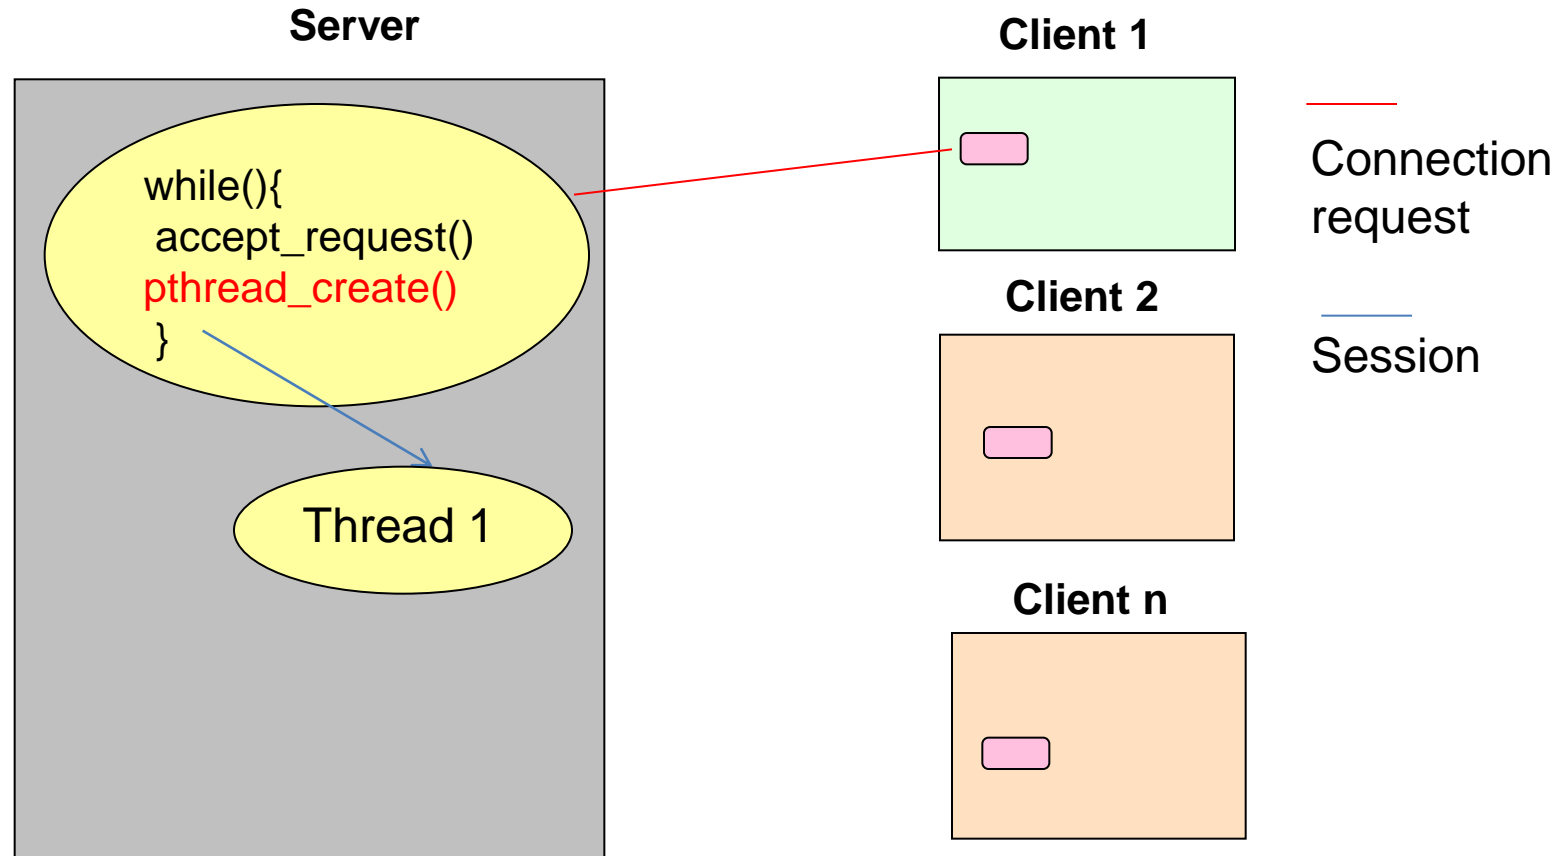 Server
while(){
accept_request()
pthread_create()
}
Thread 1
Client 1
Client 2
Client n
Connection
request
Session